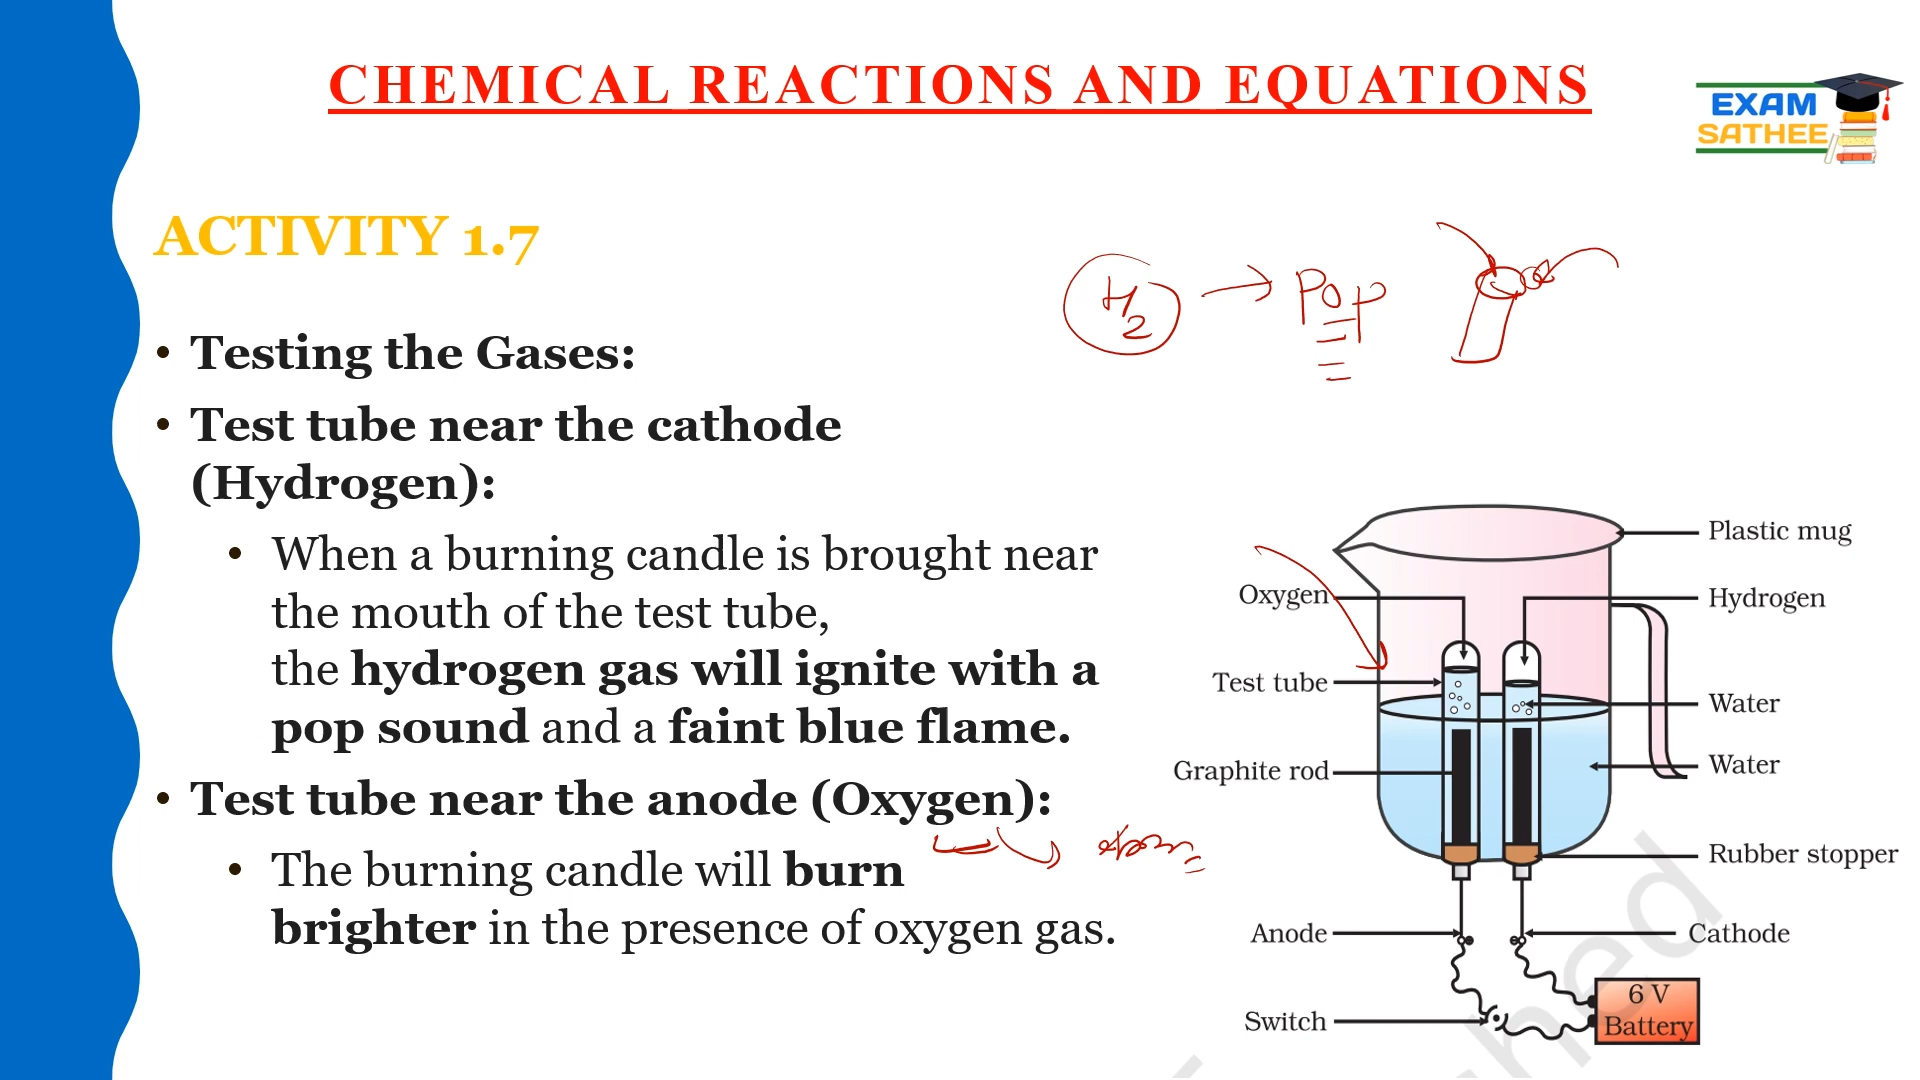 CHEMICAL REACTIONS AND EQUATIONS
EXAM
SATHEE
ACTIVITY 1.7
H2 → Pop
• Testing the Gases:
• Test tube near the cathode
(Hydrogen):
• When a burning candle is brought near
the mouth of the test tube,
the hydrogen gas will ignite with a
pop sound and a faint blue flame.
• Test tube near the anode (Oxygen):
• The burning candle will burn
brighter in the presence of oxygen gas.
Plastic mug
Oxygen
Hydrogen
Test tube
Water
Graphite rod
Water
Rubber stopper
Anode
Cathode
Switch
6 V
Battery